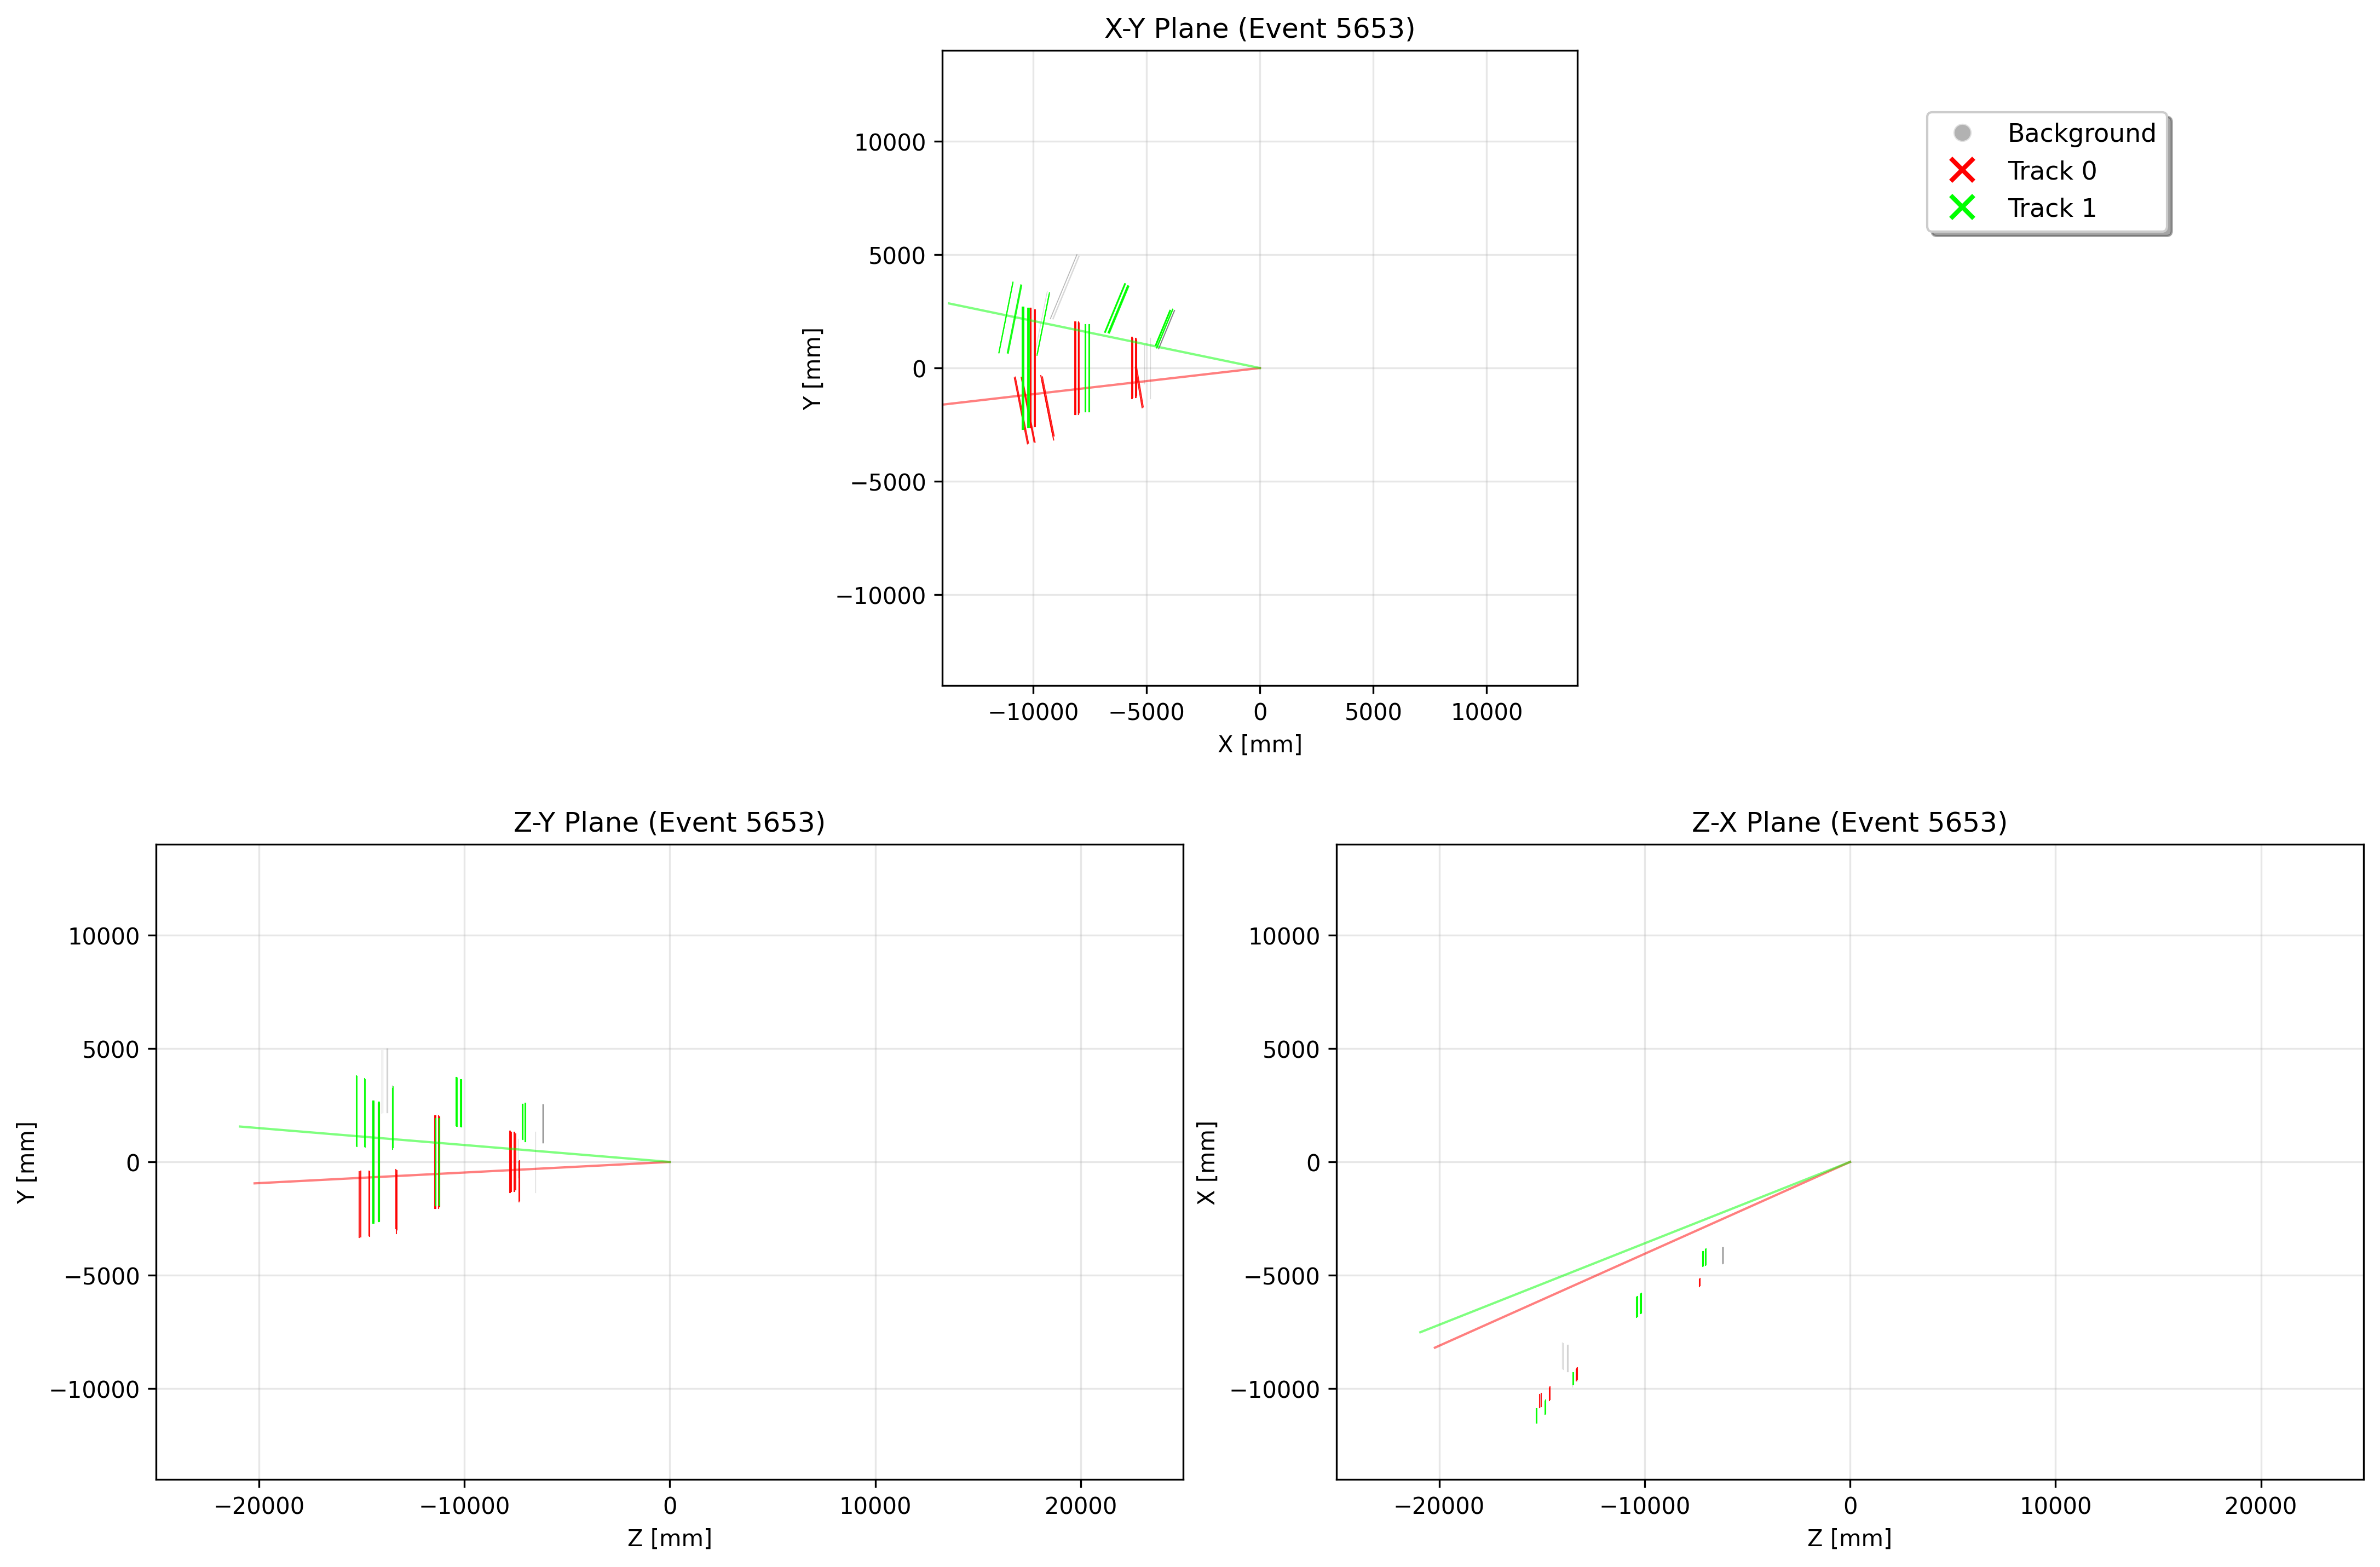 X-Y Plane (Event 5653)
10000
5000
0
−5000
−10000
Y [mm]
−10000 −5000 0 5000 10000
X [mm]
Background
Track 0
Track 1
Z-Y Plane (Event 5653)
10000
5000
0
−5000
−10000
Y [mm]
−20000 −10000 0 10000 20000
Z [mm]
Z-X Plane (Event 5653)
10000
5000
0
−5000
−10000
X [mm]
−20000 −10000 0 10000 20000
Z [mm]